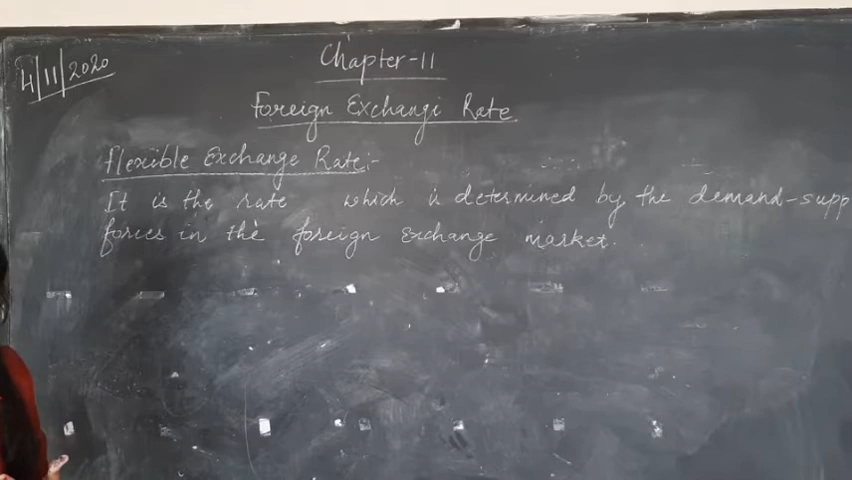 4/11/2020
Chapter-11
Foreign Exchangi Rate
flexible Exchange Rate:-
It is the rate which is determined by the demand-supp
forces in the foreign exchange market.